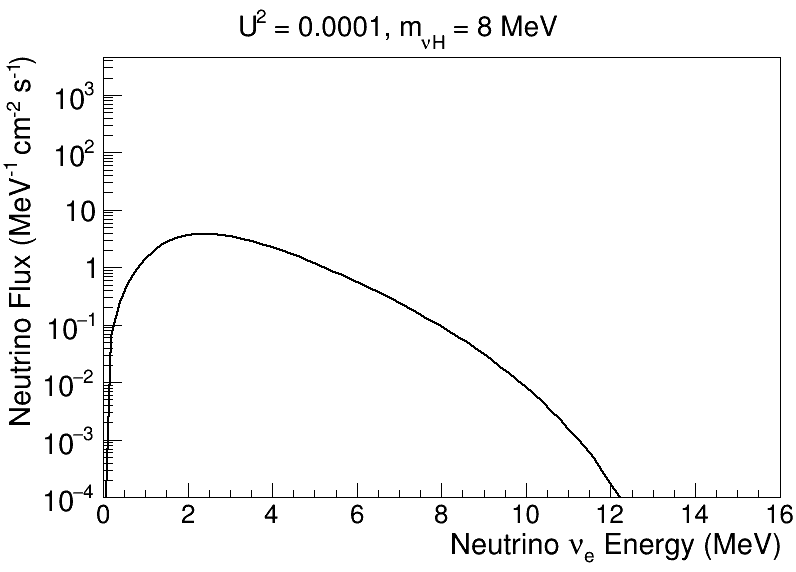 U² = 0.0001, m_νH = 8 MeV
Neutrino Flux (MeV⁻¹ cm⁻² s⁻¹)
10³
10²
10
1
10⁻¹
10⁻²
10⁻³
10⁻⁴
0 2 4 6 8 10 12 14 16
Neutrino νₑ Energy (MeV)